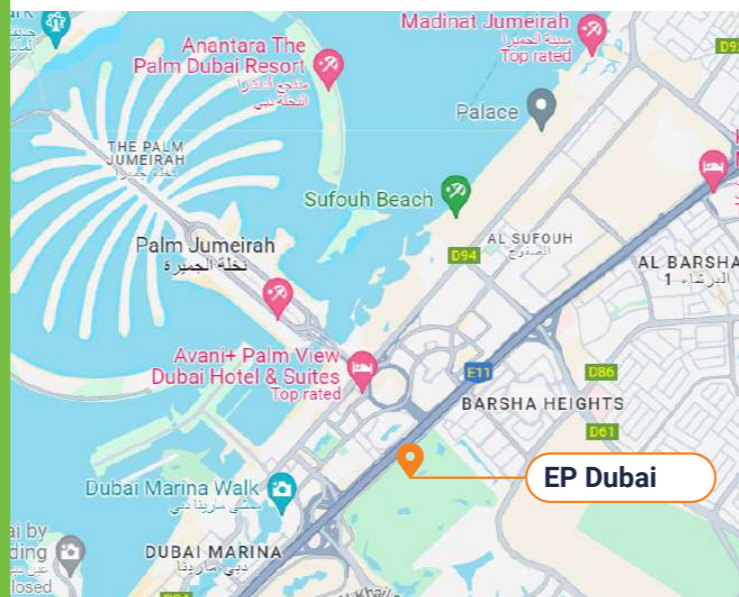 Madinat Jumeirah
مدينة الجميرا
Top rated
Anantara The
Palm Dubai Resort
منتجع أنانتارا
النخلة دبي
Palace
THE PALM
JUMEIRAH
نخلة جميرا
Sufouh Beach
AL SUFOUH
الصفوح
D94
Palm Jumeirah
نخلة الجميرة
AL BARSHA
البرشاء 1
Avani+ Palm View
Dubai Hotel & Suites
Top rated
E11
D86
BARSHA HEIGHTS
D61
EP Dubai
Dubai Marina Walk
ممشى مارينا دبي
DUBAI MARINA
دبي مارينا